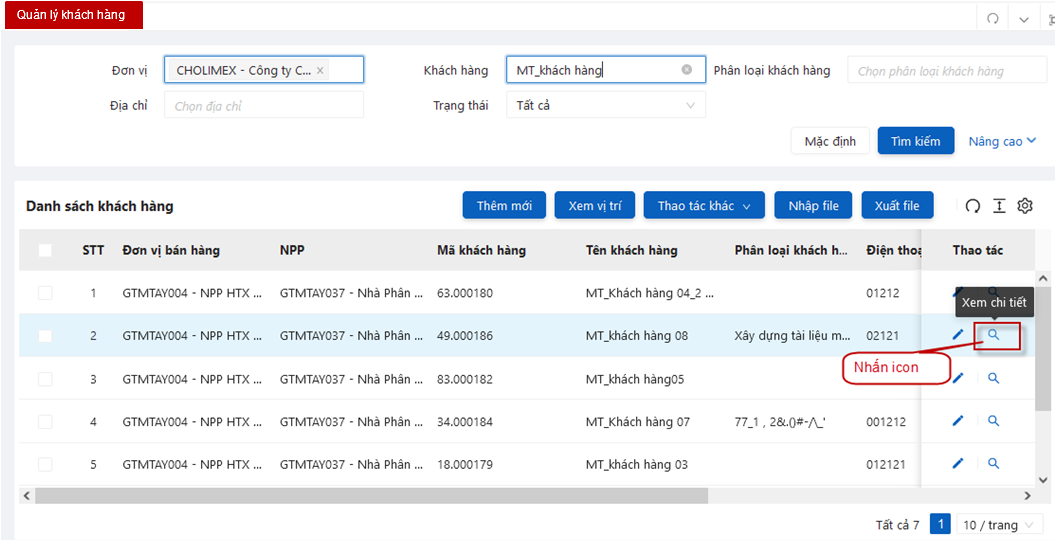 Quản lý khách hàng
Đơn vị CHOLIMEX - Công ty C... × Khách hàng MT_khách hàng Phân loại khách hàng Chọn phân loại khách hàng
Địa chỉ Chọn địa chỉ Trạng thái Tất cả
Mặc định Tìm kiếm Nâng cao
Danh sách khách hàng Thêm mới Xem vị trí Thao tác khác Nhập file Xuất file
STT Đơn vị bán hàng NPP Mã khách hàng Tên khách hàng Phân loại khách h... Điện thoạ Thao tác
1 GTMTAY004 - NPP HTX ... GTMTAY037 - Nhà Phân ... 63.000180 MT_Khách hàng 04_2 ... 01212
Xem chi tiết
2 GTMTAY004 - NPP HTX ... GTMTAY037 - Nhà Phân ... 49.000186 MT_khách hàng 08 Xây dựng tài liệu m... 02121
Nhấn icon
3 GTMTAY004 - NPP HTX ... GTMTAY037 - Nhà Phân ... 83.000182 MT_khách hàng05
4 GTMTAY004 - NPP HTX ... GTMTAY037 - Nhà Phân ... 34.000184 MT_Khách hàng 07 77_1 , 2&.()#-/\_' 001212
5 GTMTAY004 - NPP HTX ... GTMTAY037 - Nhà Phân ... 18.000179 MT_khách hàng 03 012121
Tất cả 7 1 10 / trang